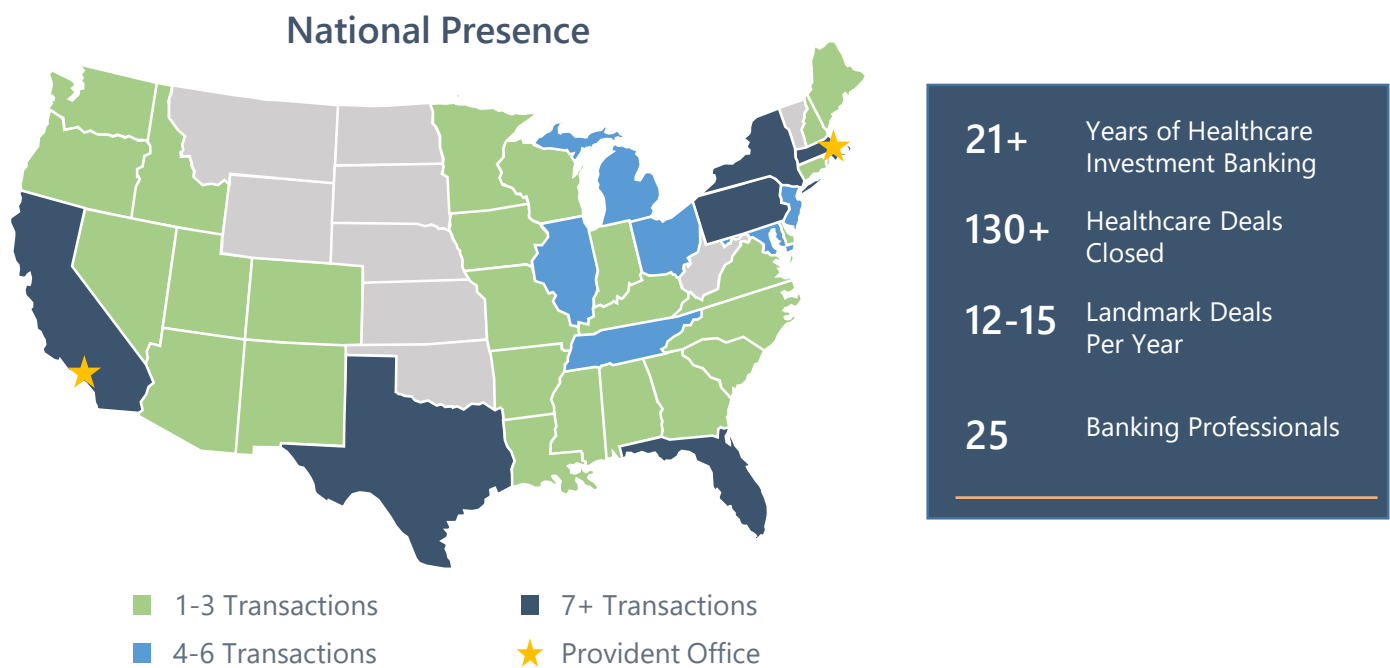 National Presence
21+
Years of Healthcare
Investment Banking
130+
Healthcare Deals
Closed
12-15
Landmark Deals
Per Year
25
Banking Professionals
1-3 Transactions
7+ Transactions
4-6 Transactions
Provident Office